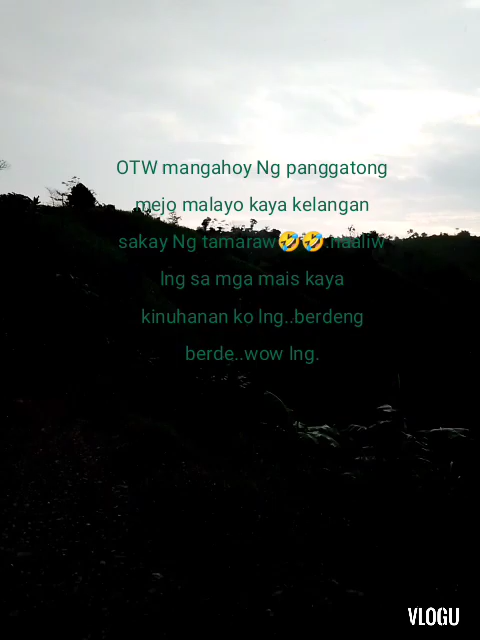 OTW mangahoy Ng panggatong
mejo malayo kaya kelangan
sakay Ng tamaraw🤣🤣.naaliw
lng sa mga mais kaya
kinuhanan ko lng..berdeng
berde..wow lng.
VLOGU